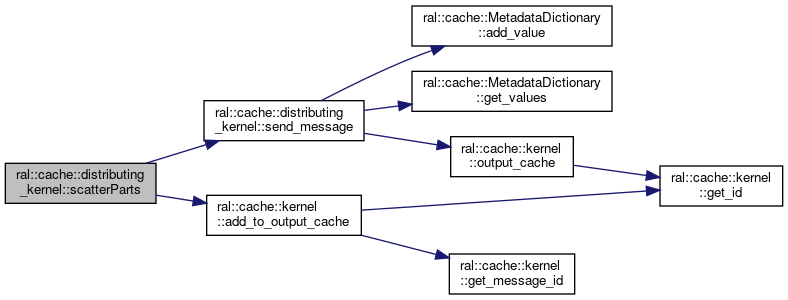 ral::cache::distributing
_kernel::scatterParts
ral::cache::distributing
_kernel::send_message
ral::cache::MetadataDictionary
::add_value
ral::cache::MetadataDictionary
::get_values
ral::cache::kernel
::output_cache
ral::cache::kernel
::get_id
ral::cache::kernel
::add_to_output_cache
ral::cache::kernel
::get_message_id